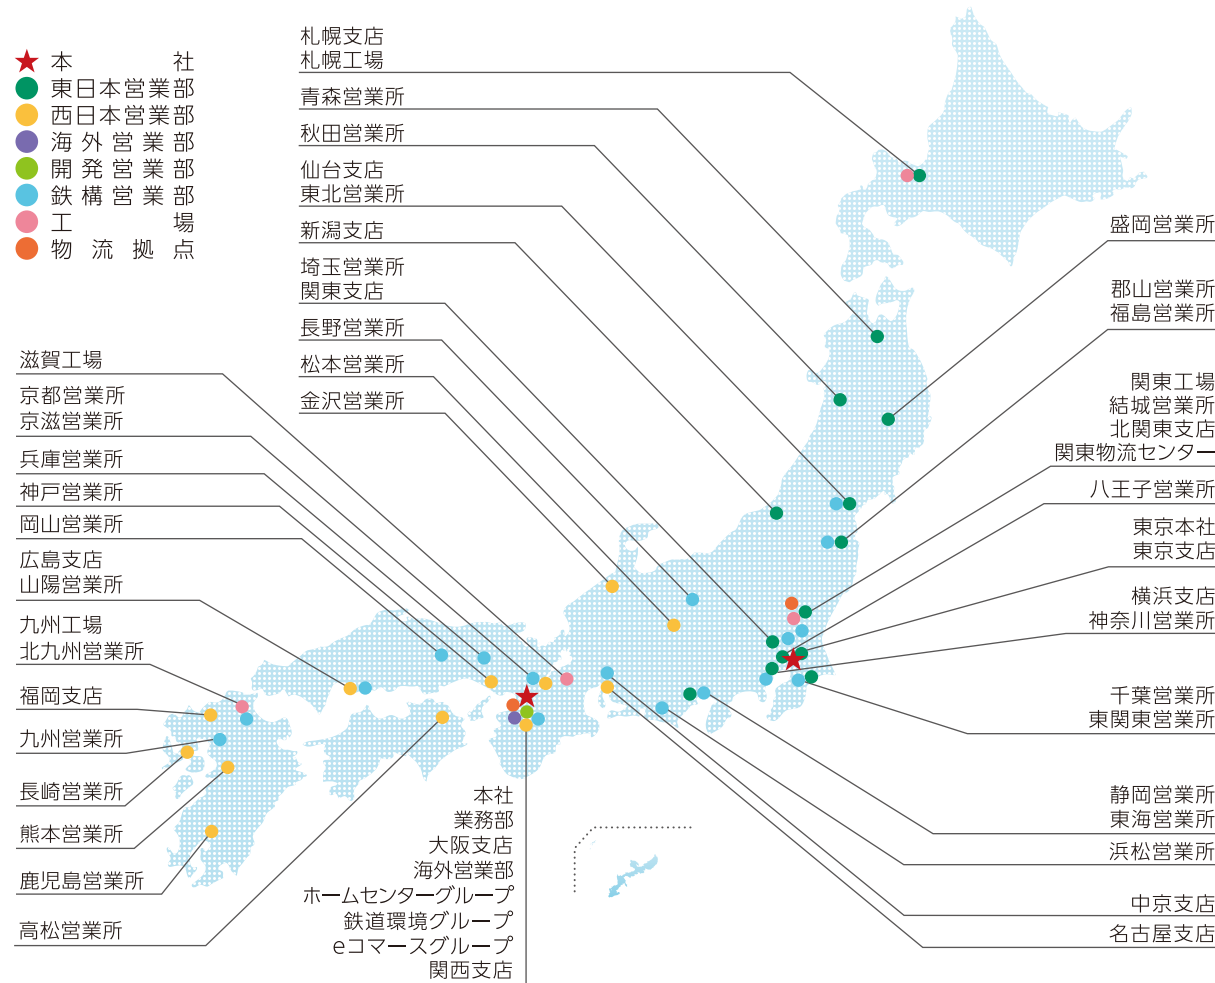 本社
東日本営業部
西日本営業部
海外営業部
開発営業部
鉄構営業部
工場
物流拠点
札幌支店
札幌工場
青森営業所
秋田営業所
仙台支店
東北営業所
新潟支店
埼玉営業所
関東支店
長野営業所
松本営業所
金沢営業所
滋賀工場
京都営業所
京滋営業所
兵庫営業所
神戸営業所
岡山営業所
広島支店
山陽営業所
九州工場
北九州営業所
福岡支店
九州営業所
長崎営業所
熊本営業所
鹿児島営業所
高松営業所
本社
業務部
大阪支店
海外営業部
ホームセンターグループ
鉄道環境グループ
eコマースグループ
関西支店
盛岡営業所
郡山営業所
福島営業所
関東工場
結城営業所
北関東支店
関東物流センター
八王子営業所
東京本社
東京支店
横浜支店
神奈川営業所
千葉営業所
東関東営業所
静岡営業所
東海営業所
浜松営業所
中京支店
名古屋支店